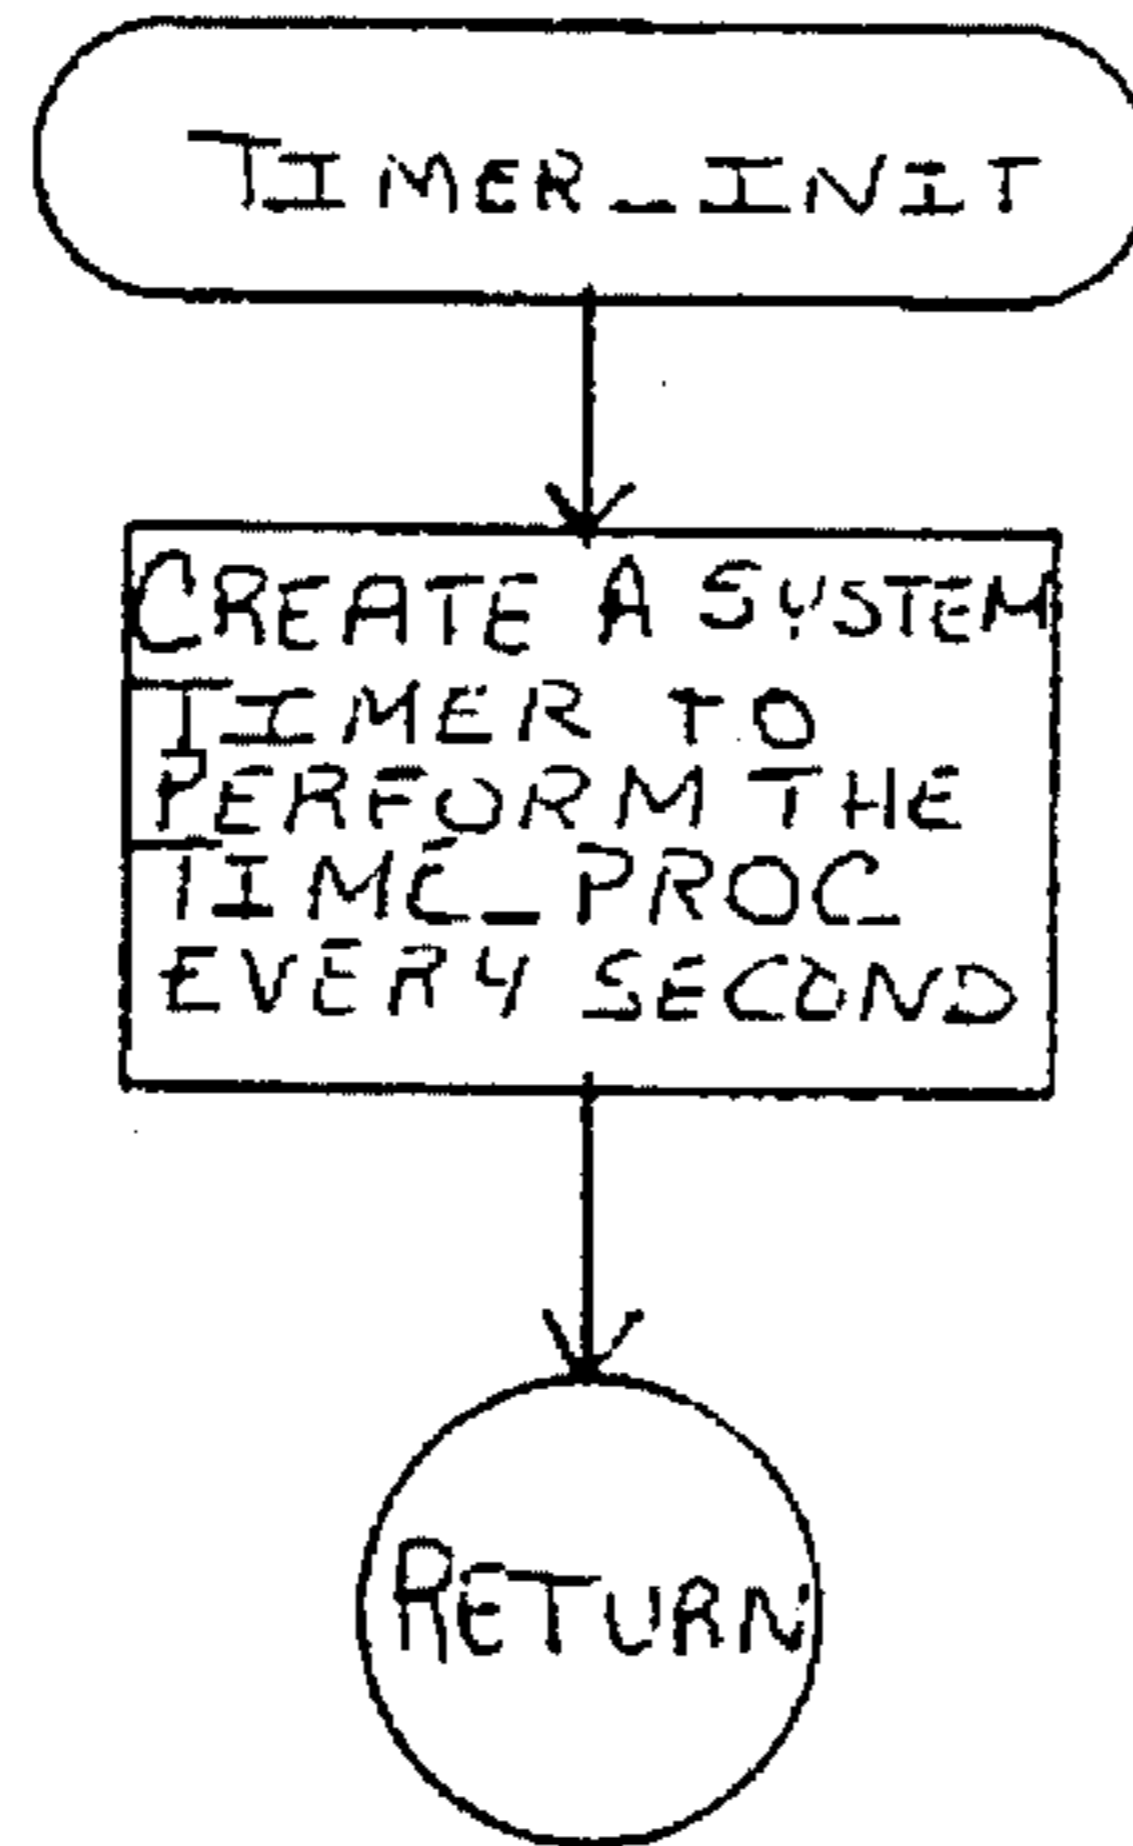 TIMER_INIT
CREATE A SYSTEM
TIMER TO
PERFORM THE
TIME_PROC
EVERY SECOND
RETURN